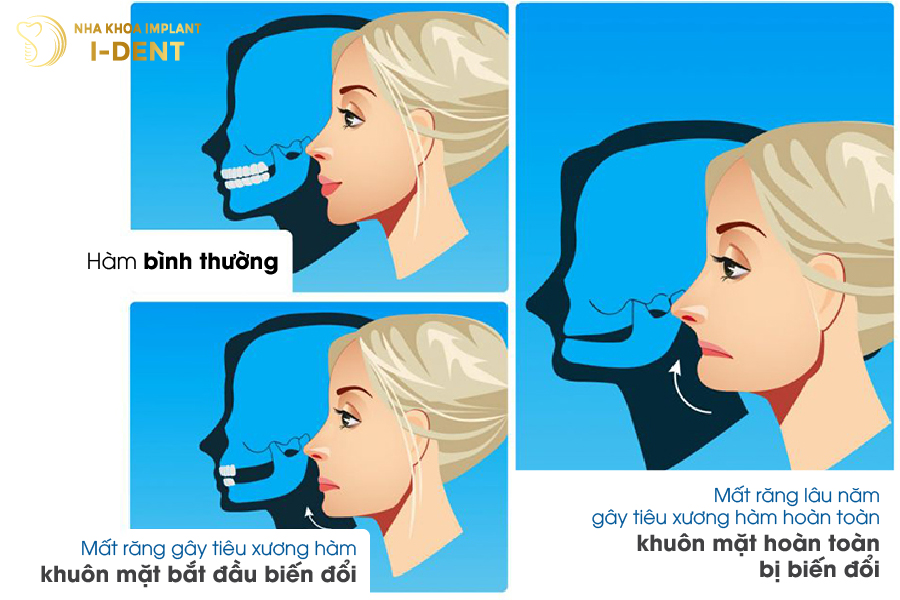 NHA KHOA IMPLANT
I-DENT
Hàm bình thường
Mất răng gây tiêu xương hàm
khuôn mặt bắt đầu biến đổi
Mất răng lâu năm
gây tiêu xương hàm hoàn toàn
khuôn mặt hoàn toàn
bị biến đổi